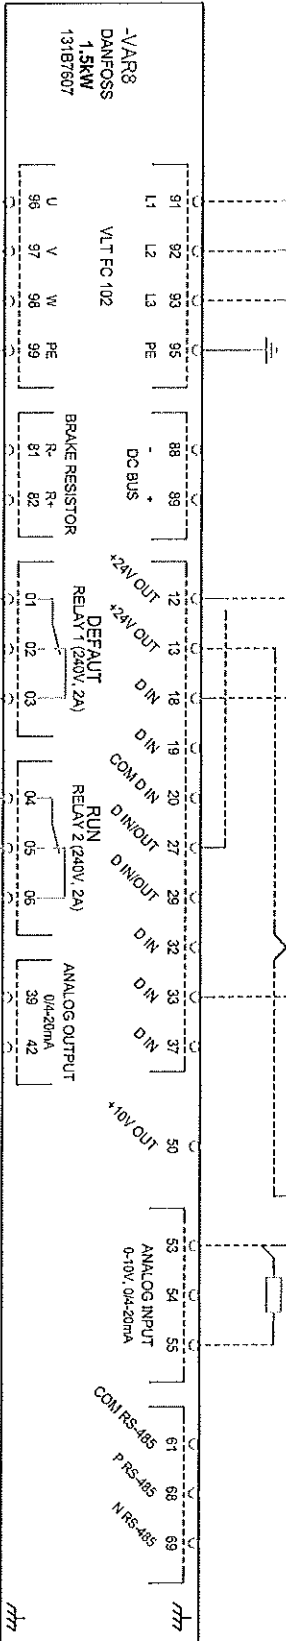 -VAR8
DANFOSS
1.5kW
131B7607
91 92 93 95
L1 L2 L3 PE
VLT FC 102
U V W PE
96 97 98 99
88 89
- +
DC BUS
BRAKE RESISTOR
R- R+
81 82
12 13 18 19 20 27 29 32 33 37
+24V OUT
+24V OUT
D IN
D IN
COM D IN
D IN/OUT
D IN/OUT
D IN
D IN
D IN
DEFAUT
RELAY 1 (240V, 2A)
01 02 03
RUN
RELAY 2 (240V, 2A)
04 05 06
ANALOG OUTPUT
0/4-20mA
39 42
50
+10V OUT
53 54 55
ANALOG INPUT
0-10V, 0/4-20mA
61 68 69
COM RS-485
P RS-485
N RS-485